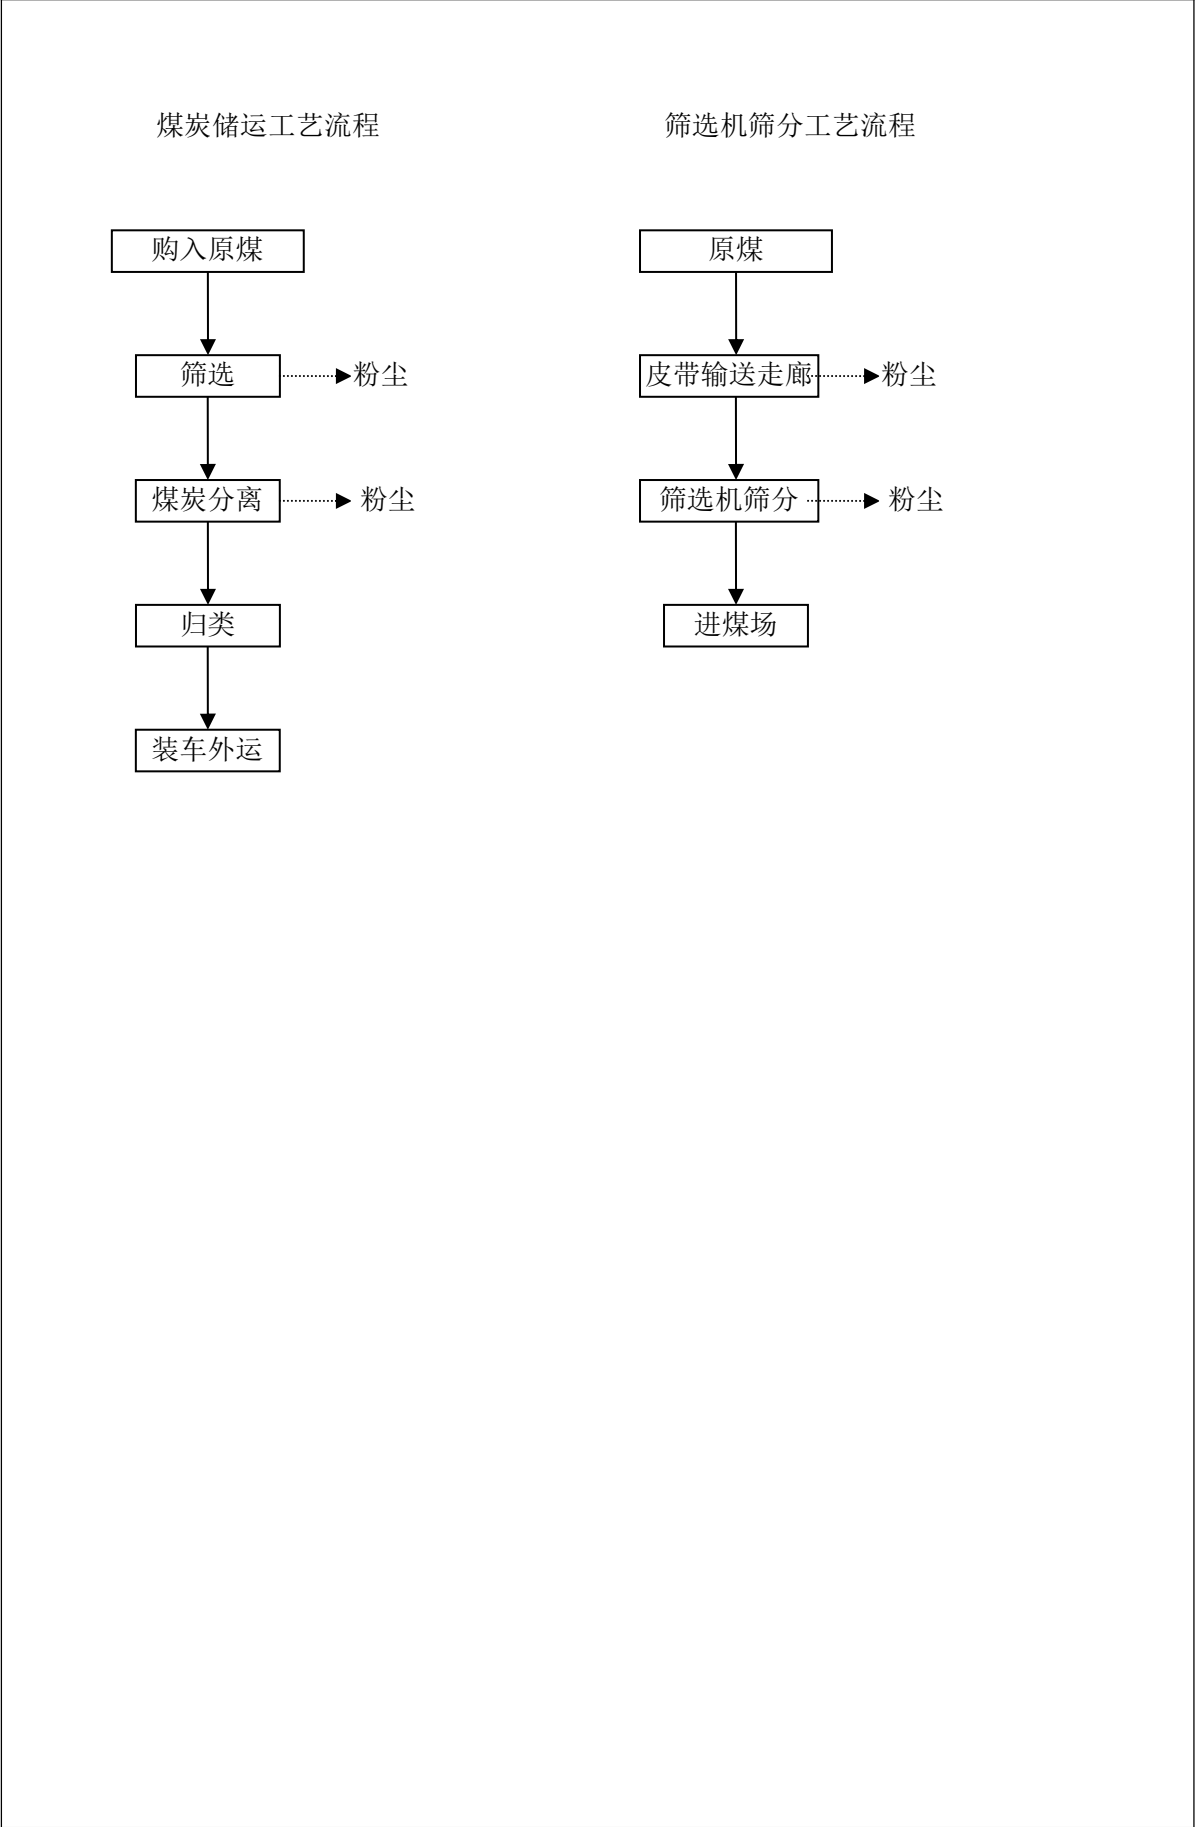 煤炭储运工艺流程
筛选机筛分工艺流程
购入原煤
原煤
筛选
粉尘
皮带输送走廊
粉尘
煤炭分离
粉尘
筛选机筛分
粉尘
归类
进煤场
装车外运